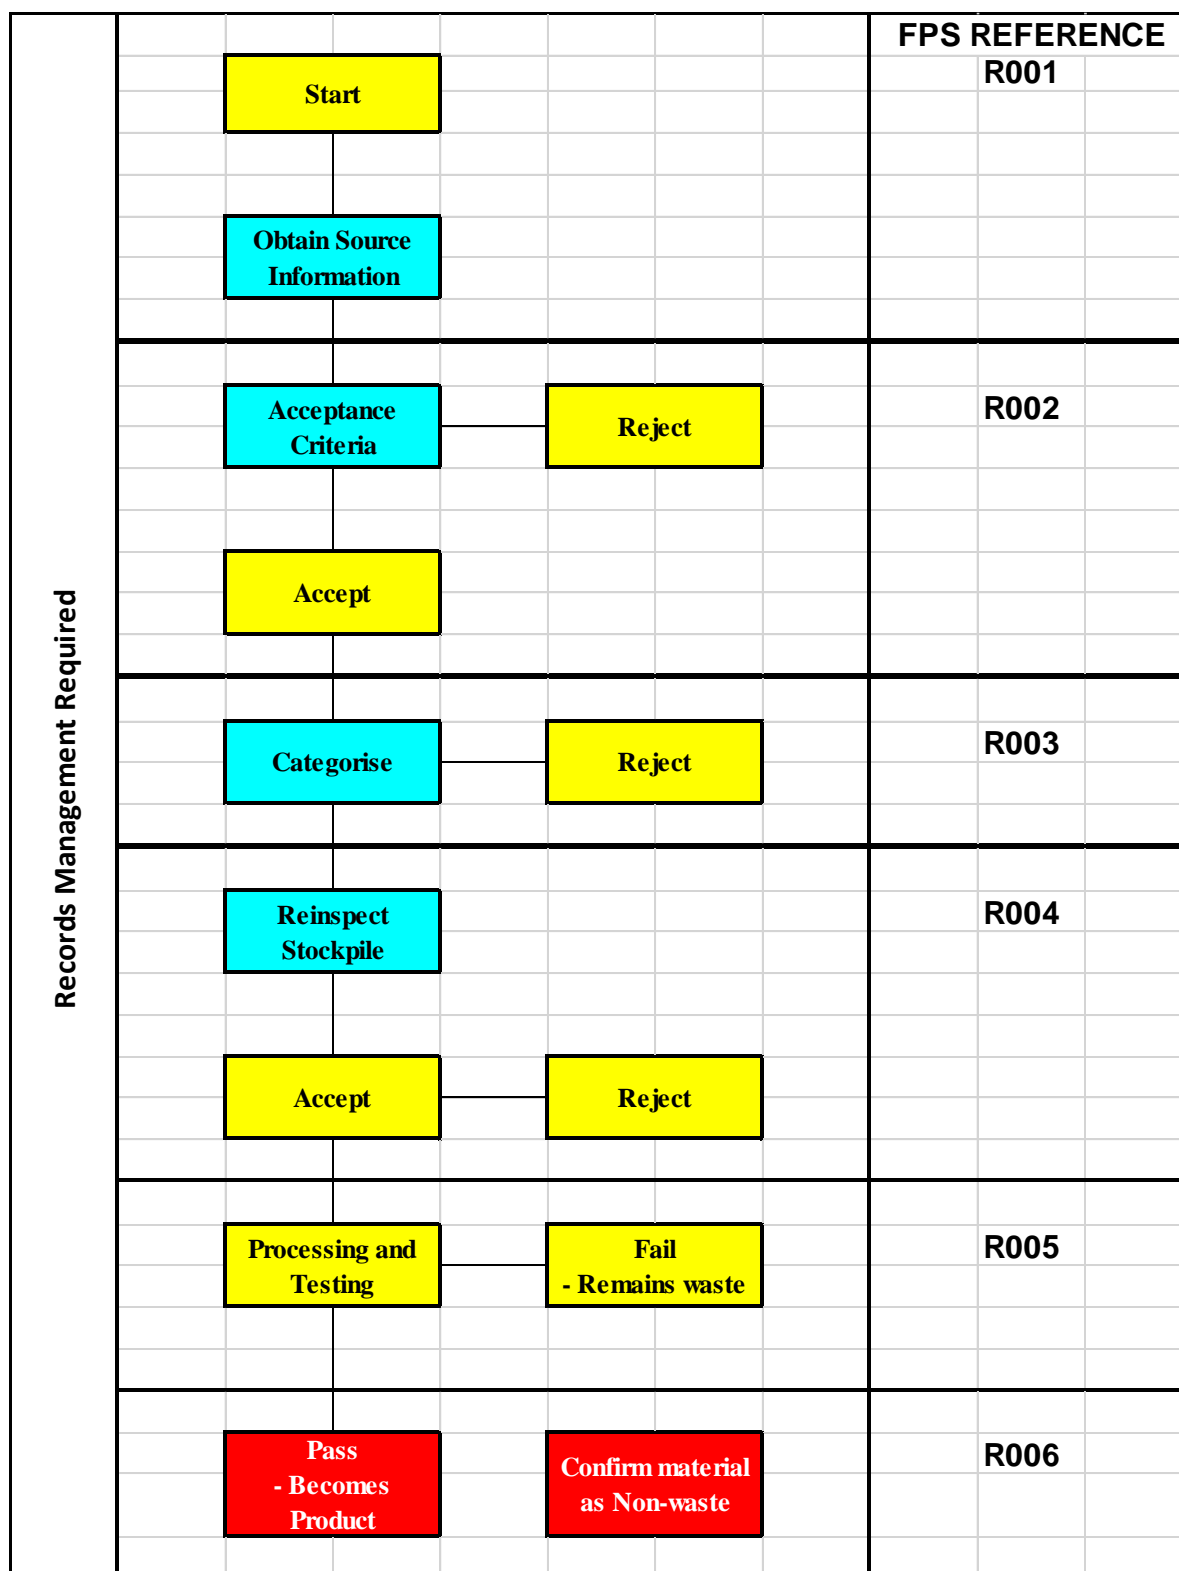 FPS REFERENCE
R001
Start
Obtain Source
Information
Acceptance
Criteria
Reject
R002
Accept
Categorise
Reject
R003
Records Management Required
Reinspect
Stockpile
R004
Accept
Reject
Processing and
Testing
Fail
- Remains waste
R005
Pass
- Becomes
Product
Confirm material
as Non-waste
R006